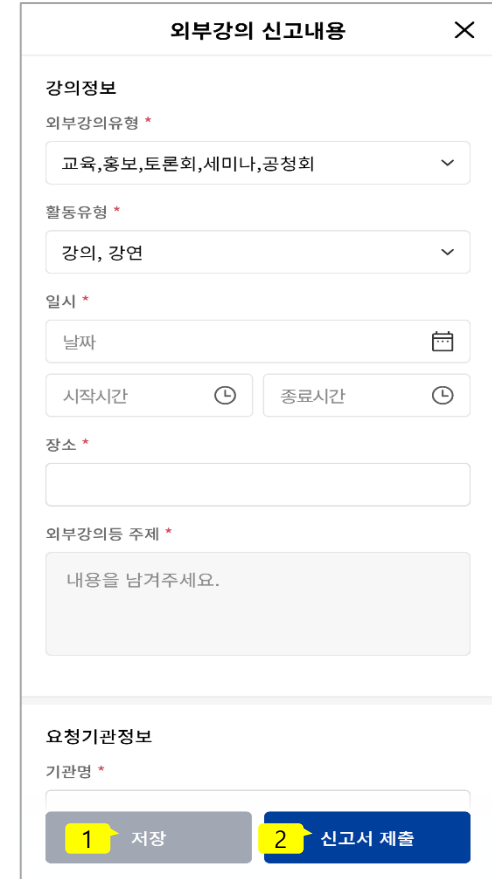 외부강의 신고내용
강의정보
외부강의유형 *
교육,홍보,토론회,세미나,공청회
활동유형 *
강의, 강연
일시 *
날짜
시작시간 종료시간
장소 *
외부강의등 주제 *
내용을 남겨주세요.
요청기관정보
기관명 *
1 저장 2 신고서 제출